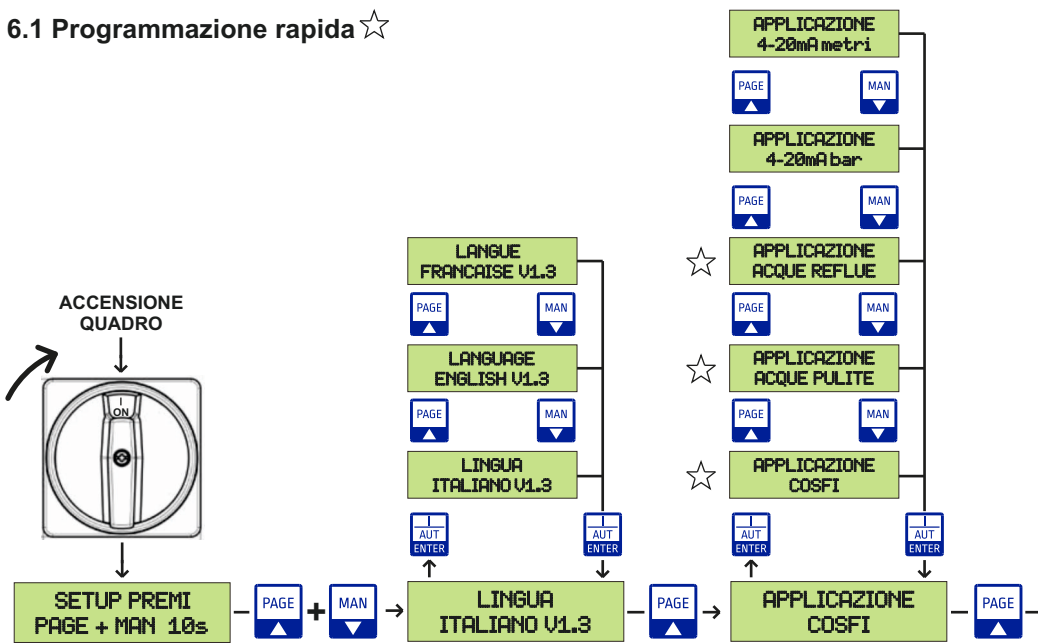 6.1 Programmazione rapida
ACCENSIONE
QUADRO
I
ON
SETUP PREMI
PAGE + MAN 10s
PAGE
+
MAN
LANGUE
FRANCAISE V1.3
PAGE
MAN
LANGUAGE
ENGLISH V1.3
PAGE
MAN
LINGUA
ITALIANO V1.3
I
AUT
ENTER
I
AUT
ENTER
LINGUA
ITALIANO V1.3
PAGE
APPLICAZIONE
4-20mA metri
PAGE
MAN
APPLICAZIONE
4-20mA bar
PAGE
MAN
APPLICAZIONE
ACQUE REFLUE
PAGE
MAN
APPLICAZIONE
ACQUE PULITE
PAGE
MAN
APPLICAZIONE
COSFI
I
AUT
ENTER
I
AUT
ENTER
APPLICAZIONE
COSFI
PAGE